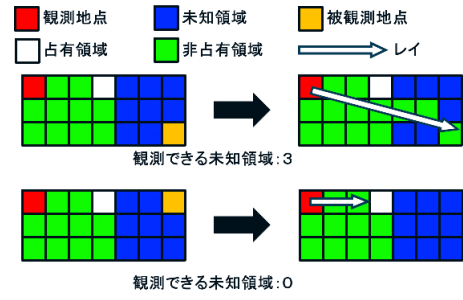 観測地点
未知領域
被観測地点
占有領域
非占有領域
レイ
観測できる未知領域:3
観測できる未知領域:0